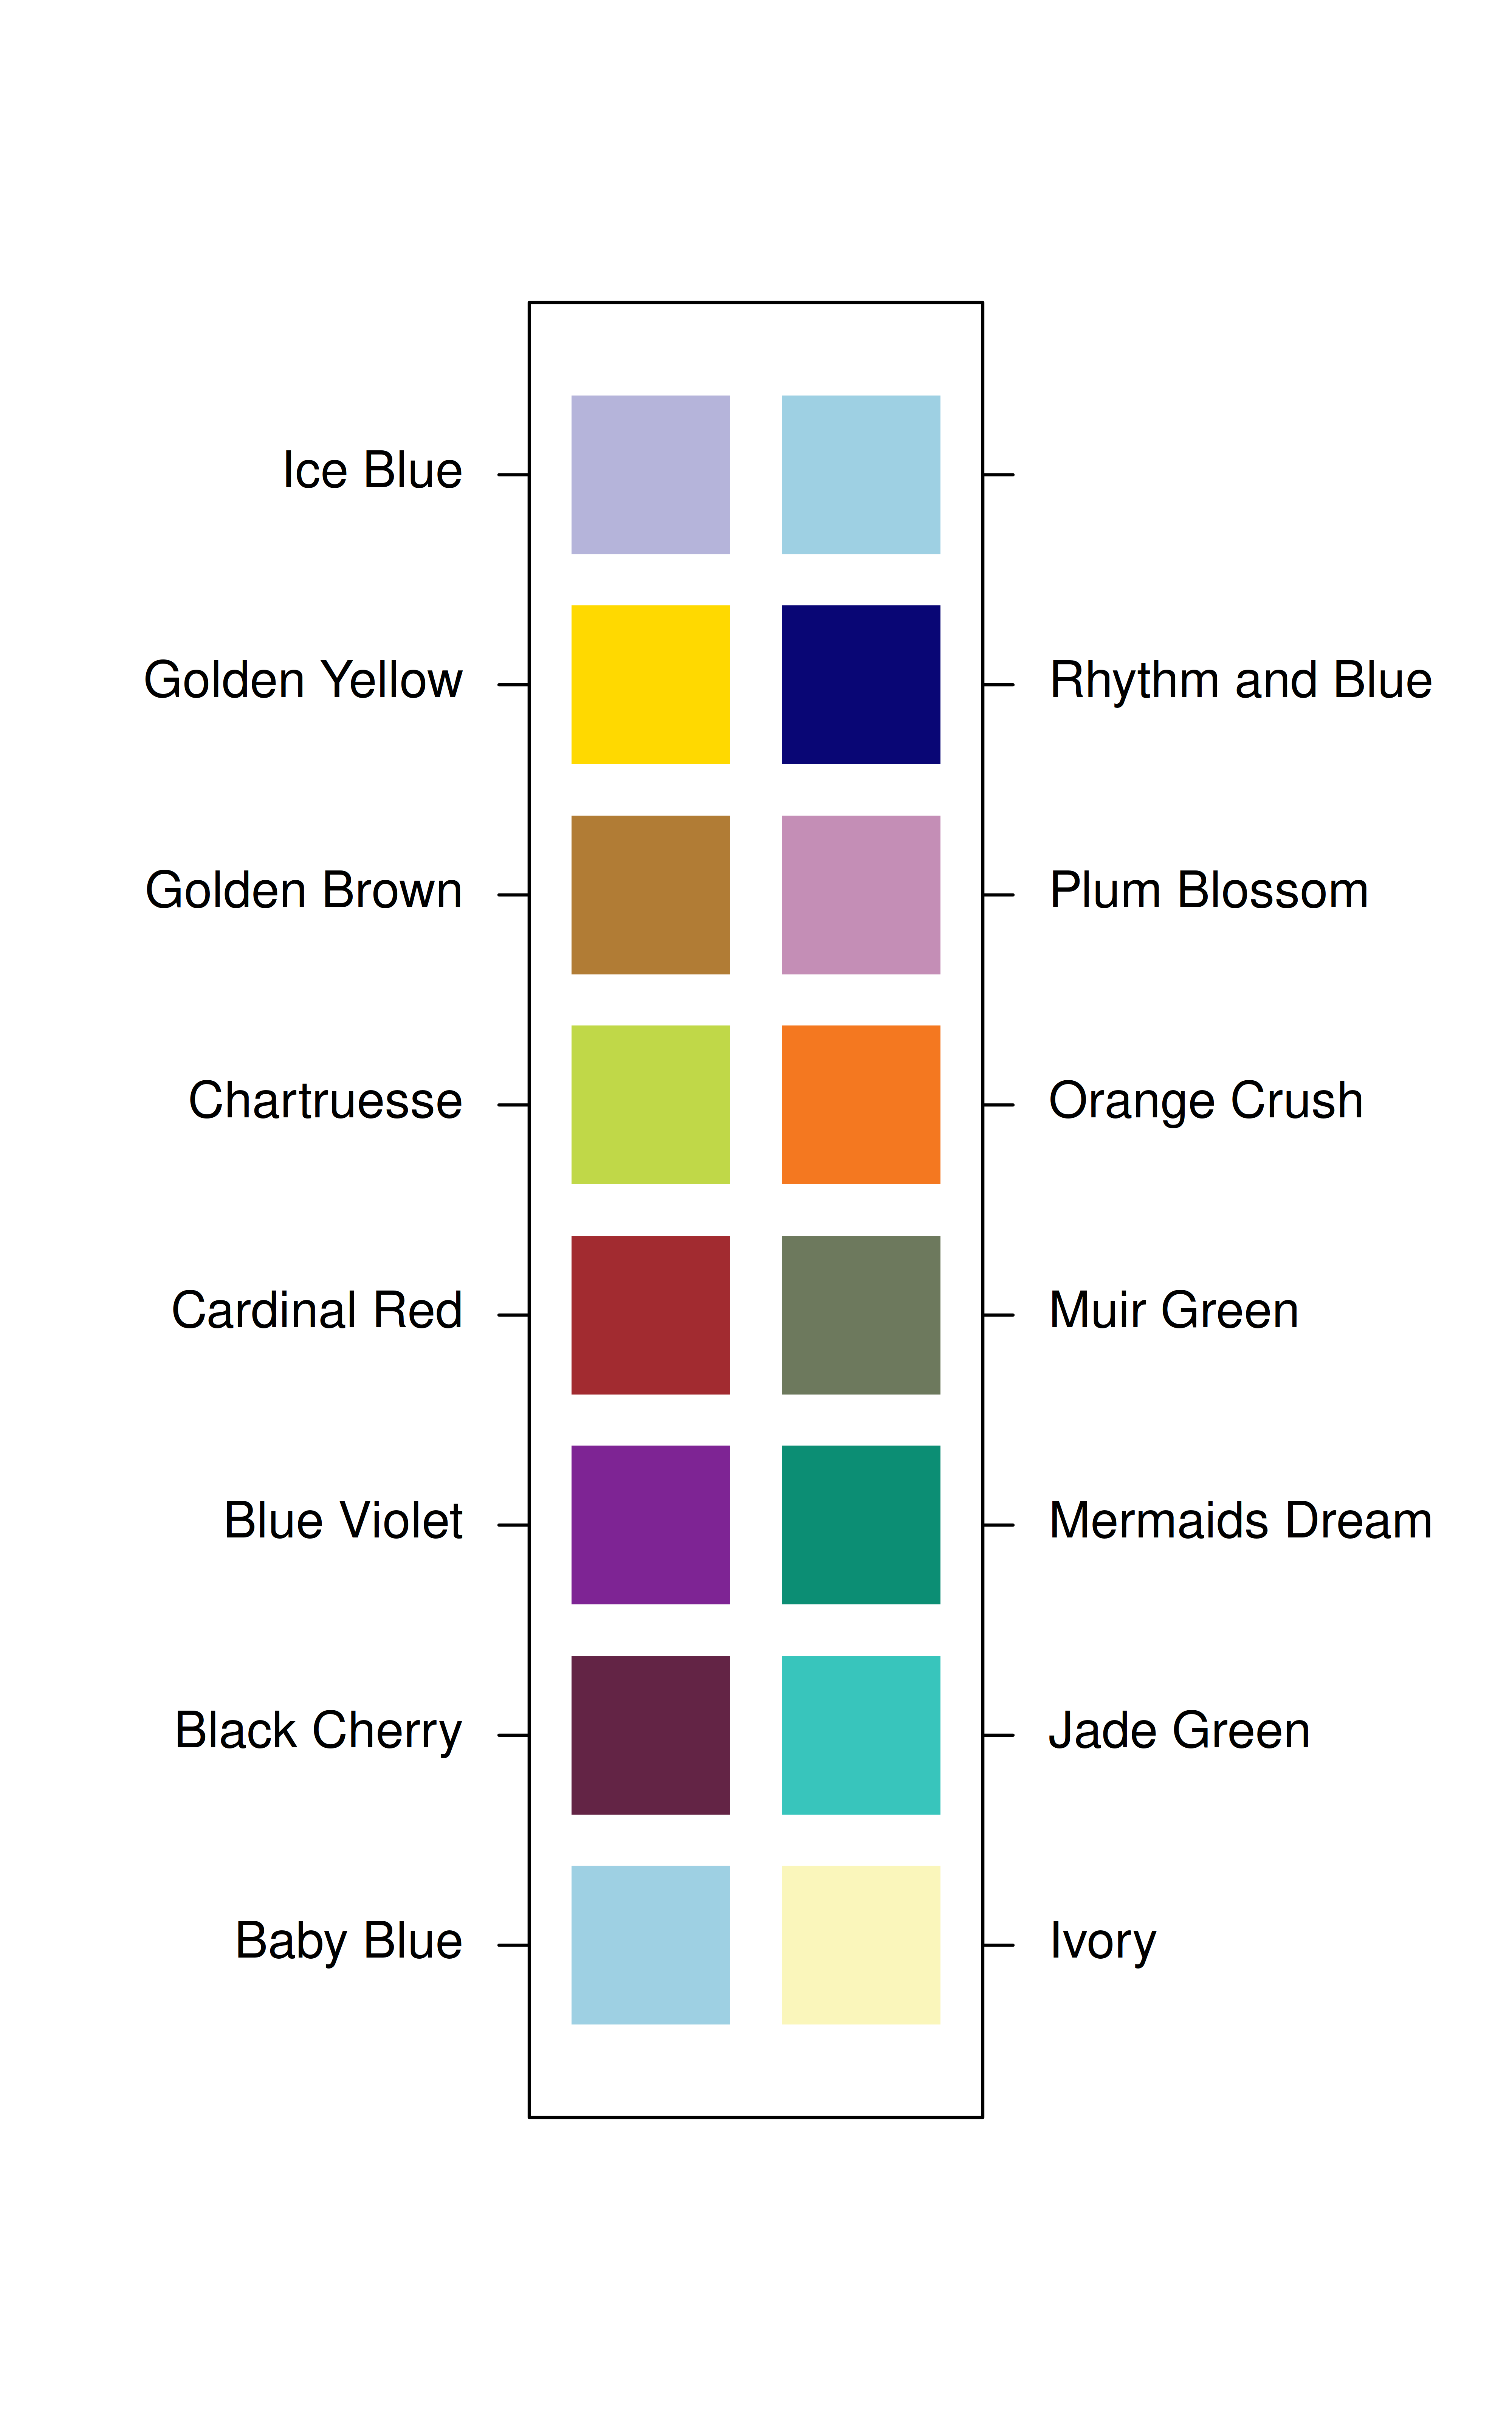 Ice Blue
Golden Yellow
Rhythm and Blue
Golden Brown
Plum Blossom
Chartruesse
Orange Crush
Cardinal Red
Muir Green
Blue Violet
Mermaids Dream
Black Cherry
Jade Green
Baby Blue
Ivory